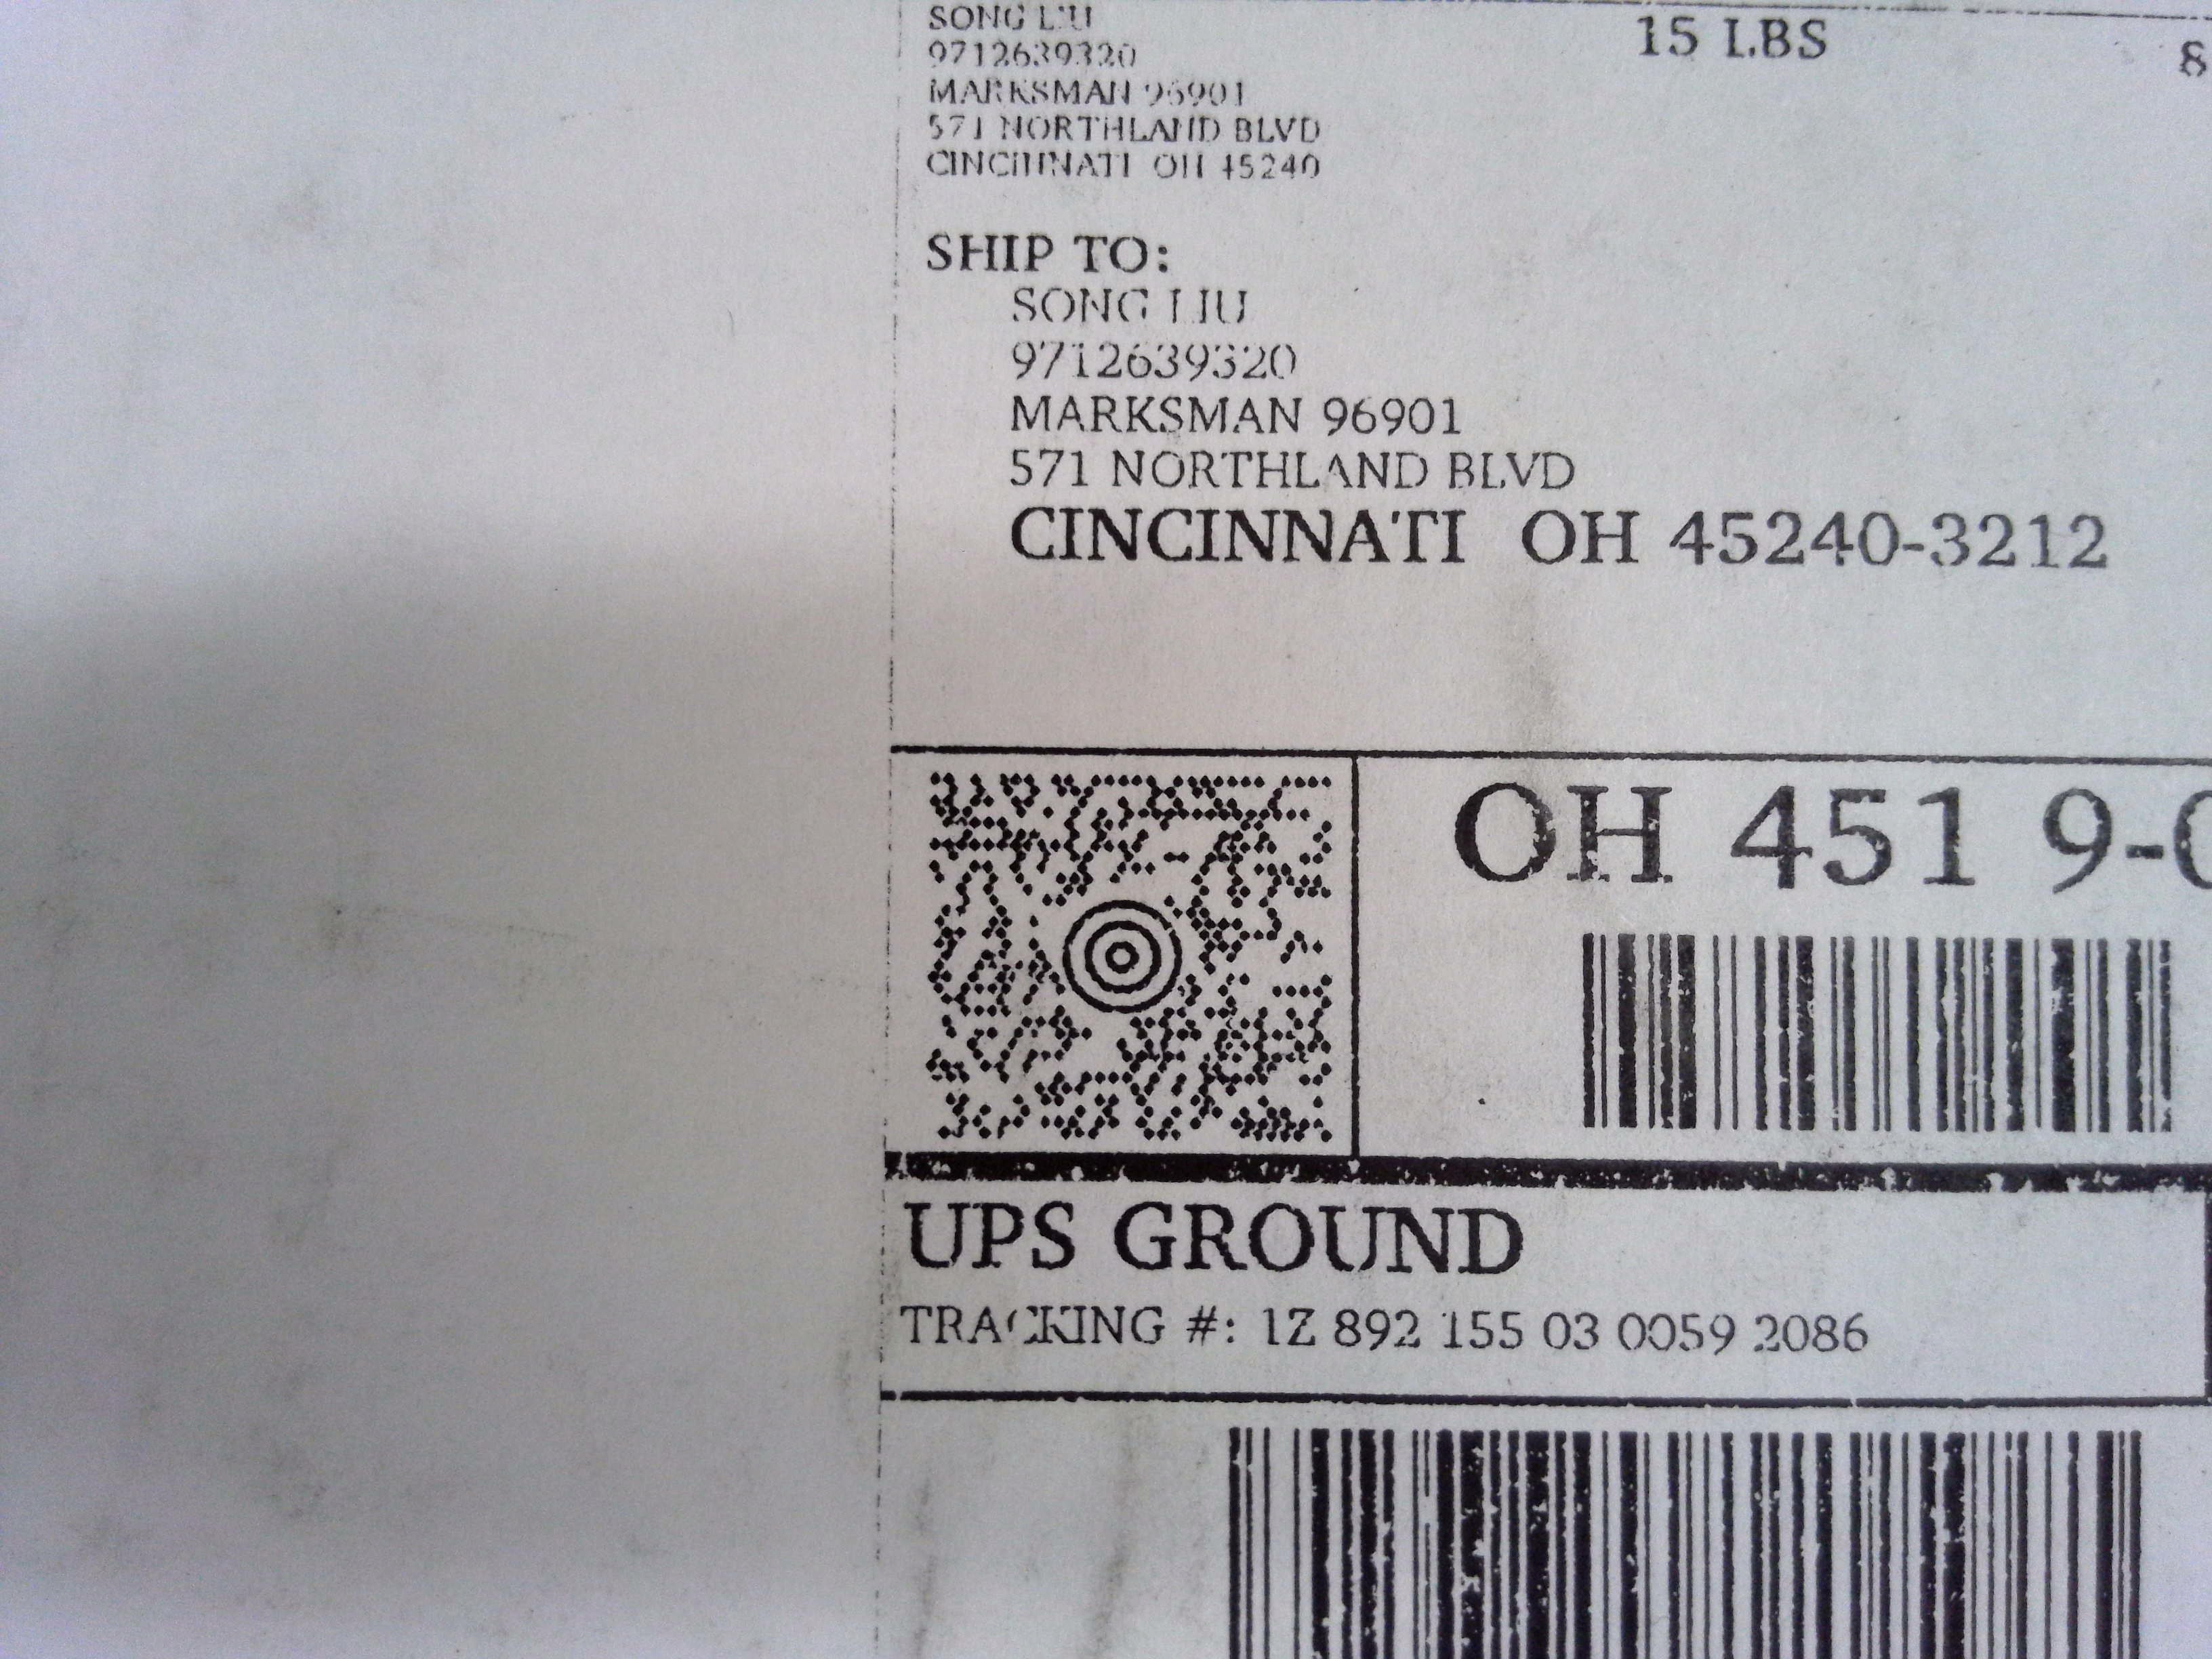 SONG LIU
9712639320
MARKSMAN 96901
571 NORTHLAND BLVD
CINCINNATI OH 45240
15 LBS
8
SHIP TO:
SONG LIU
9712639320
MARKSMAN 96901
571 NORTHLAND BLVD
CINCINNATI OH 45240-3212
OH 451 9-0
UPS GROUND
TRACKING #: 1Z 892 155 03 0059 2086